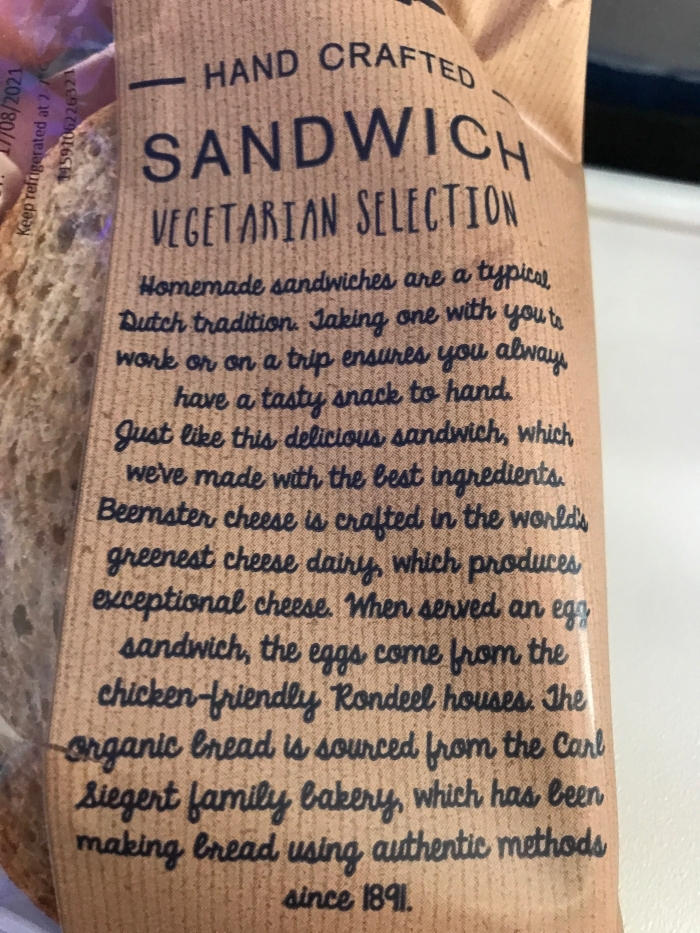 HAND CRAFTED
SANDWICH
VEGETARIAN SELECTION
Homemade sandwiches are a typical
Dutch tradition. Taking one with you to
work or on a trip ensures you always
have a tasty snack to hand.
Just like this delicious sandwich, which
we've made with the best ingredients.
Beemster cheese is crafted in the world's
greenest cheese dairy, which produces
exceptional cheese. When served an egg
sandwich, the eggs come from the
chicken-friendly Rondeel houses. The
organic bread is sourced from the Carl
Siegert family bakery, which has been
making bread using authentic methods
since 1891.
17/08/2021
Keep refrigerated at 2